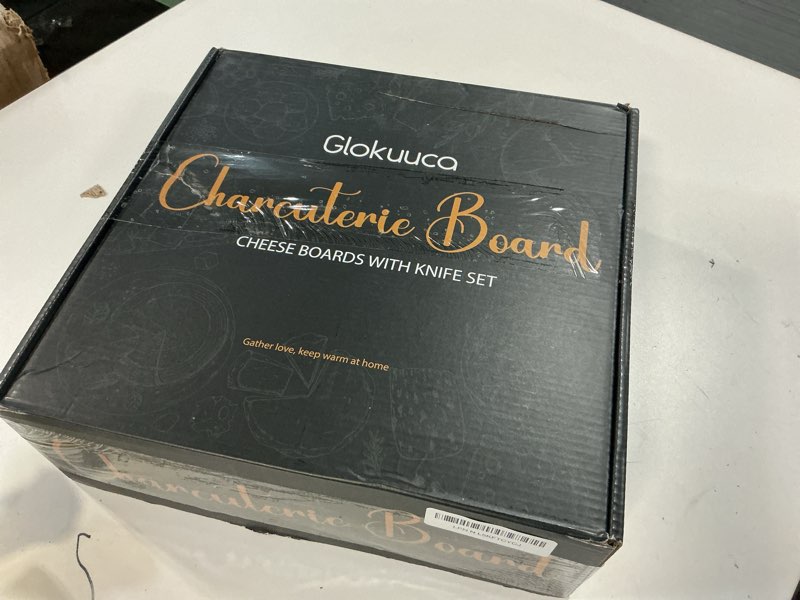 Glokuuca
Charcuterie Board
CHEESE BOARDS WITH KNIFE SET
Gather love, keep warm at home
Charcuterie Board